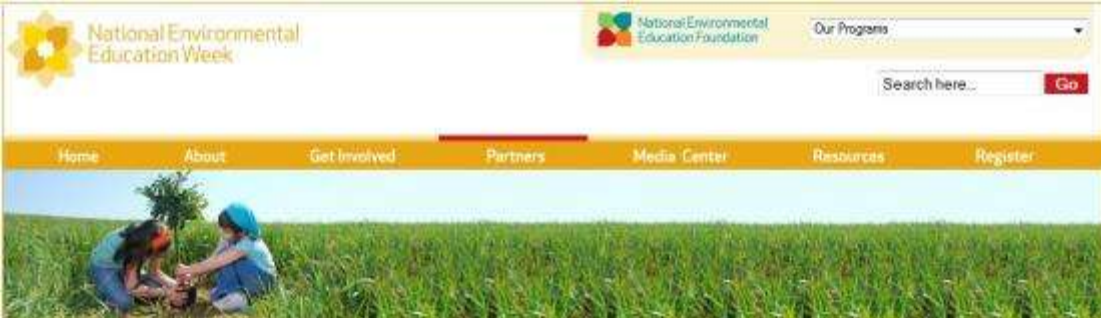 National Environmental
Education Week
National Environmental
Education Foundation
Our Programs
Search here...
Go
Home About Get Involved Partners Media Center Resources Register